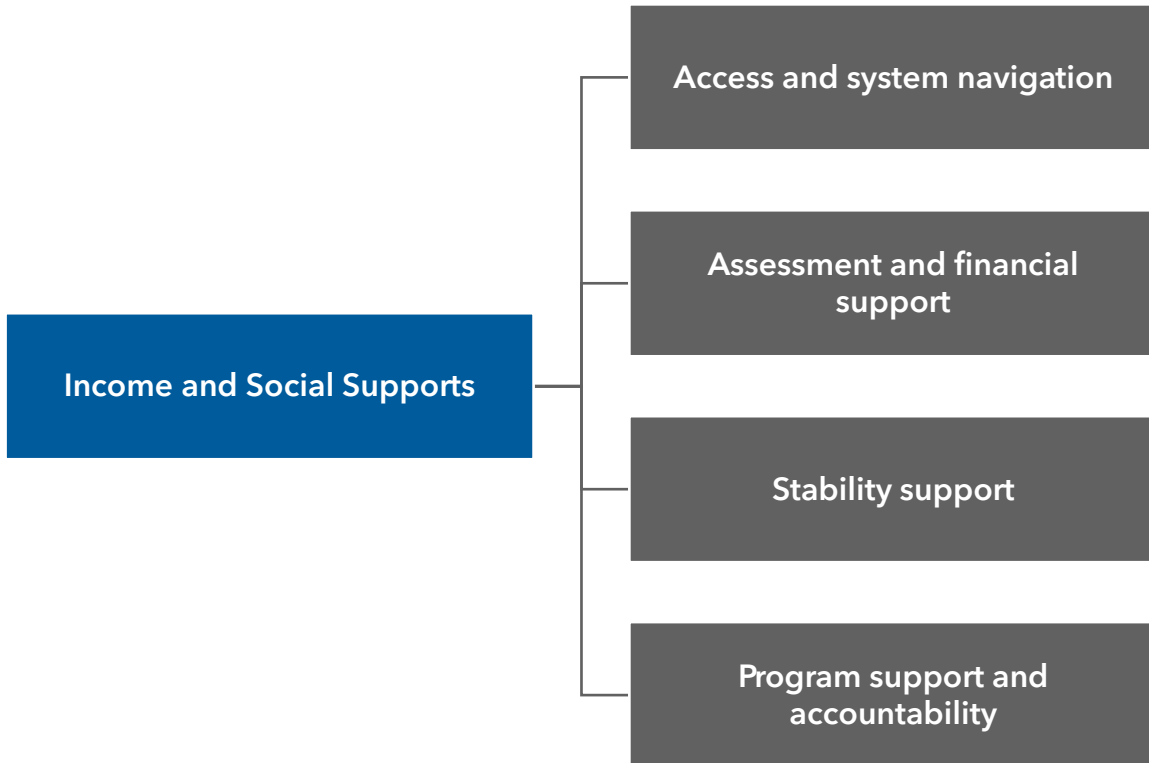 Income and Social Supports
Access and system navigation
Assessment and financial
support
Stability support
Program support and
accountability